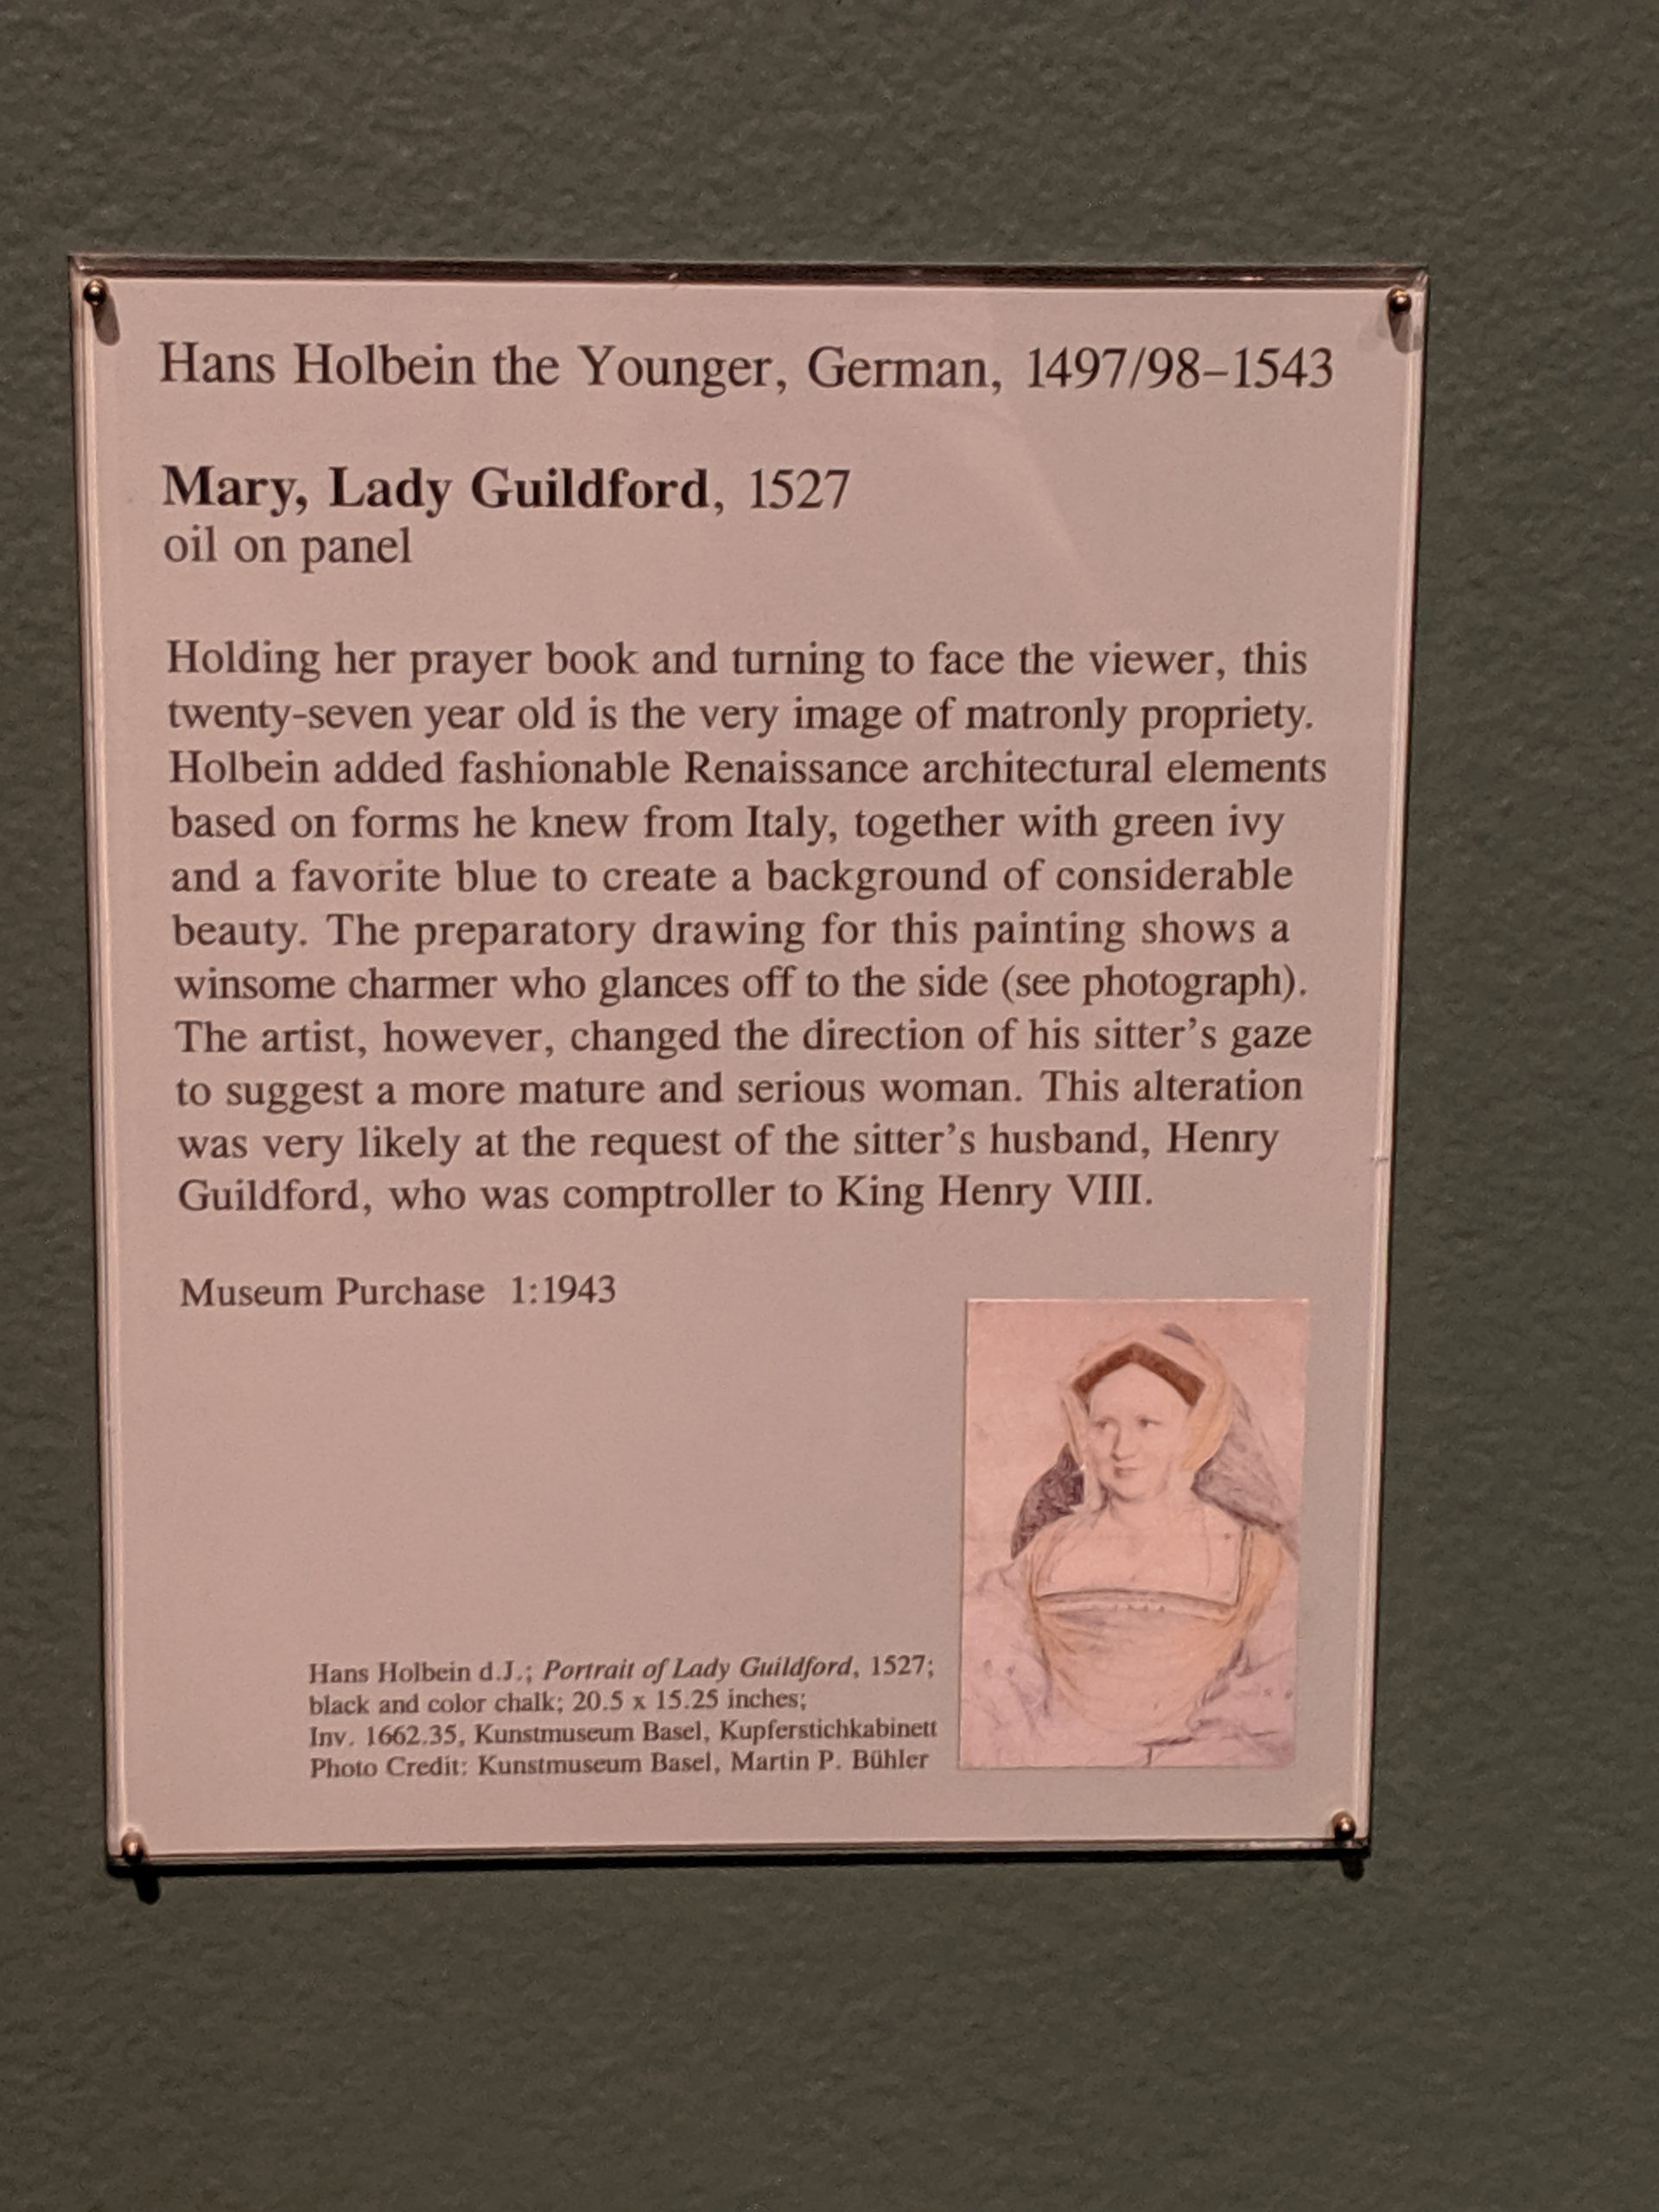 Hans Holbein the Younger, German, 1497/98–1543
Mary, Lady Guildford, 1527
oil on panel
Holding her prayer book and turning to face the viewer, this
twenty-seven year old is the very image of matronly propriety.
Holbein added fashionable Renaissance architectural elements
based on forms he knew from Italy, together with green ivy
and a favorite blue to create a background of considerable
beauty. The preparatory drawing for this painting shows a
winsome charmer who glances off to the side (see photograph).
The artist, however, changed the direction of his sitter’s gaze
to suggest a more mature and serious woman. This alteration
was very likely at the request of the sitter’s husband, Henry
Guildford, who was comptroller to King Henry VIII.
Museum Purchase 1:1943
Hans Holbein d.J.; Portrait of Lady Guildford, 1527;
black and color chalk; 20.5 x 15.25 inches;
Inv. 1662.35, Kunstmuseum Basel, Kupferstichkabinett
Photo Credit: Kunstmuseum Basel, Martin P. Bühler